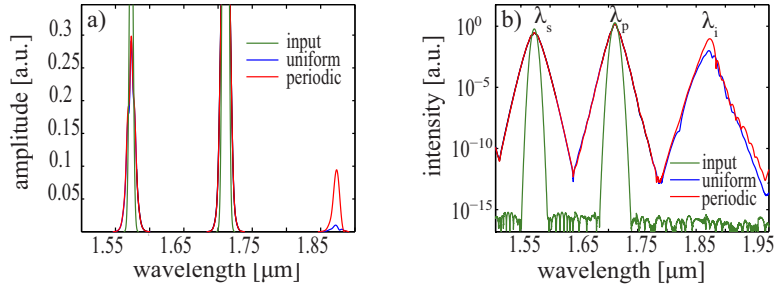 a)
amplitude [a.u.]
0.3
0.25
0.2
0.15
0.1
0.05
input
uniform
periodic
1.55
1.65
1.75
1.85
wavelength [μm]
b)
λs
λp
λi
intensity [a.u.]
10^0
10^-5
10^-10
10^-15
input
uniform
periodic
1.55
1.65
1.75
1.85
1.95
wavelength [μm]